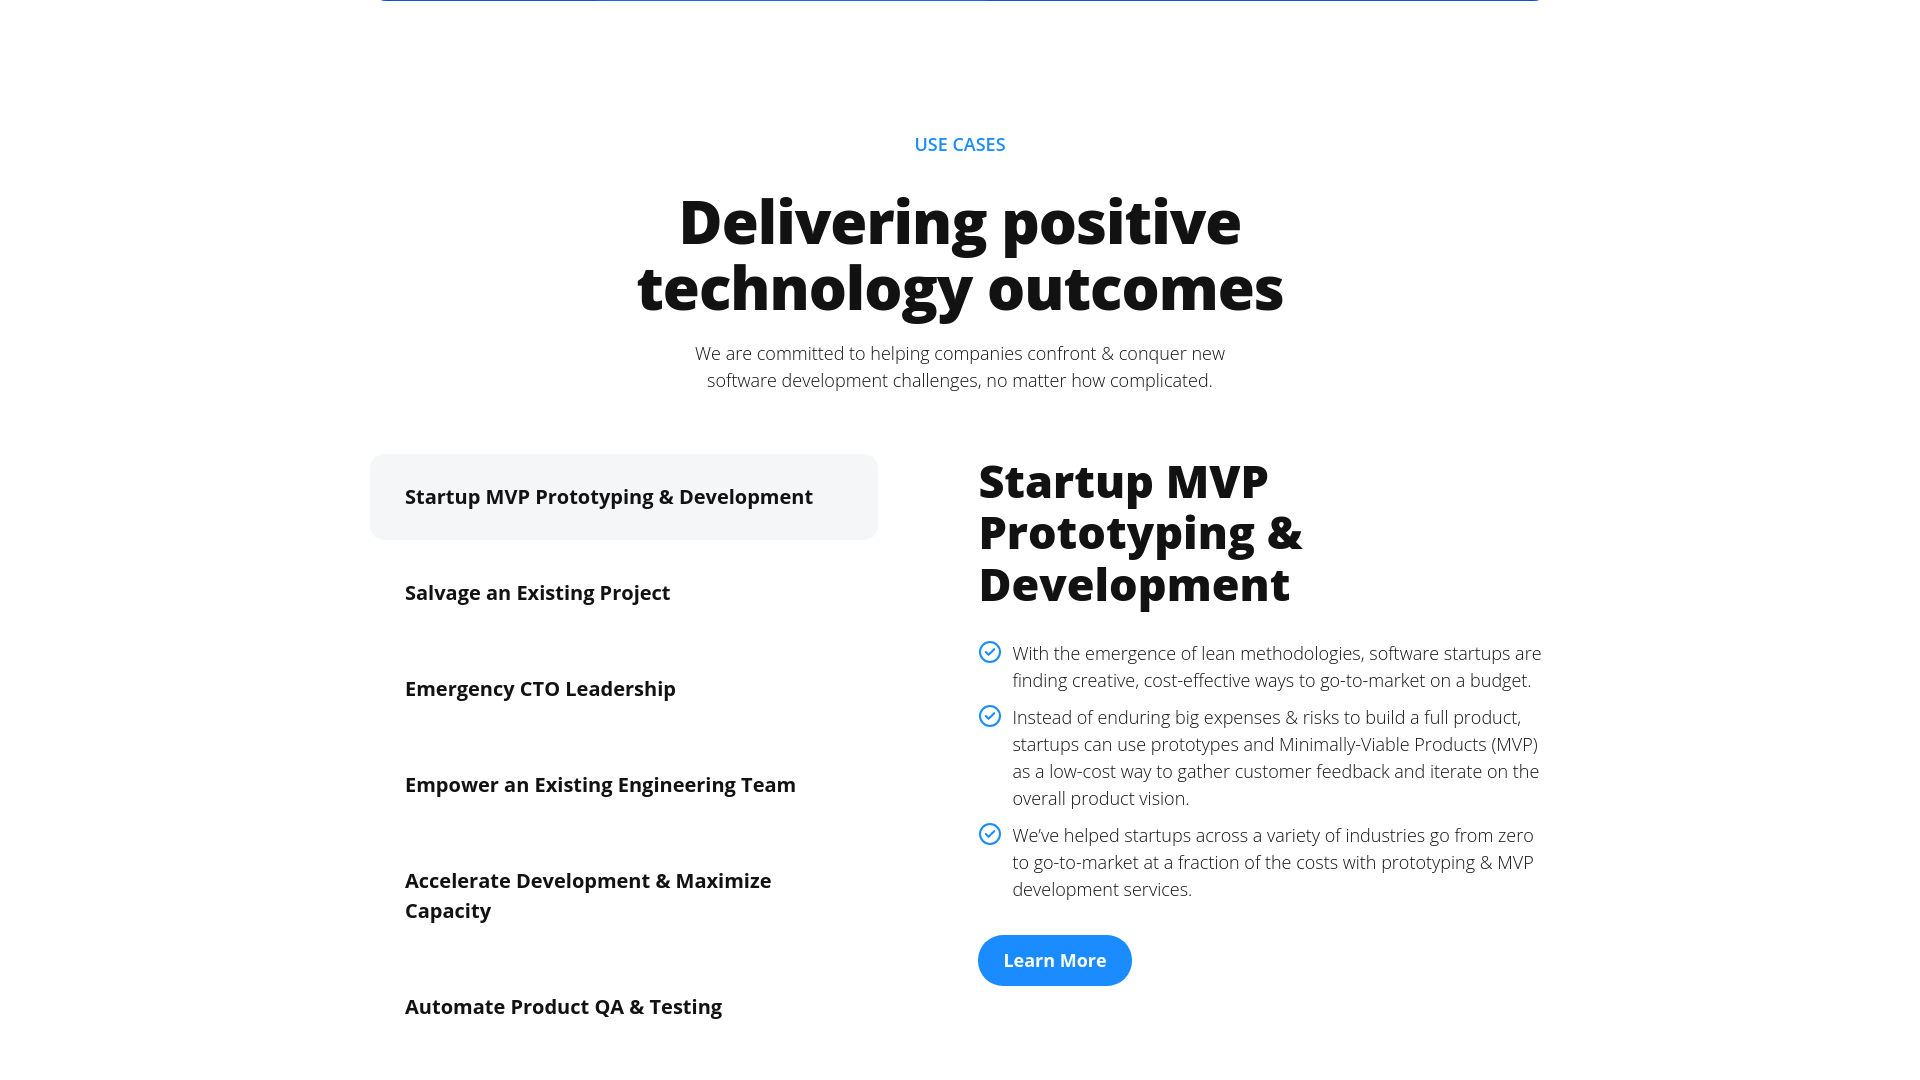 USE CASES
Delivering positive
technology outcomes
We are committed to helping companies confront & conquer new
software development challenges, no matter how complicated.
Startup MVP Prototyping & Development
Salvage an Existing Project
Emergency CTO Leadership
Empower an Existing Engineering Team
Accelerate Development & Maximize
Capacity
Automate Product QA & Testing
Startup MVP
Prototyping &
Development
With the emergence of lean methodologies, software startups are
finding creative, cost-effective ways to go-to-market on a budget.
Instead of enduring big expenses & risks to build a full product,
startups can use prototypes and Minimally-Viable Products (MVP)
as a low-cost way to gather customer feedback and iterate on the
overall product vision.
We’ve helped startups across a variety of industries go from zero
to go-to-market at a fraction of the costs with prototyping & MVP
development services.
Learn More